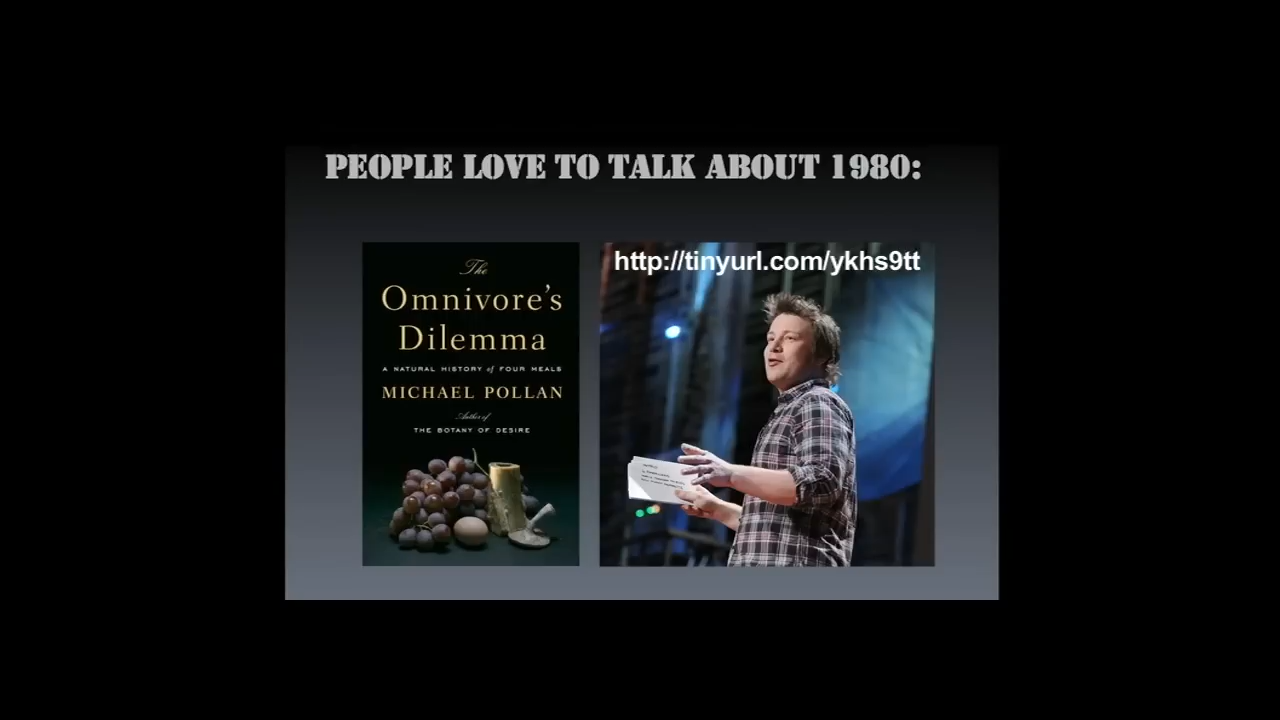 PEOPLE LOVE TO TALK ABOUT 1980:
The
Omnivore's
Dilemma
A NATURAL HISTORY of FOUR MEALS
MICHAEL POLLAN
Author of
THE BOTANY OF DESIRE
http://tinyurl.com/ykhs9tt